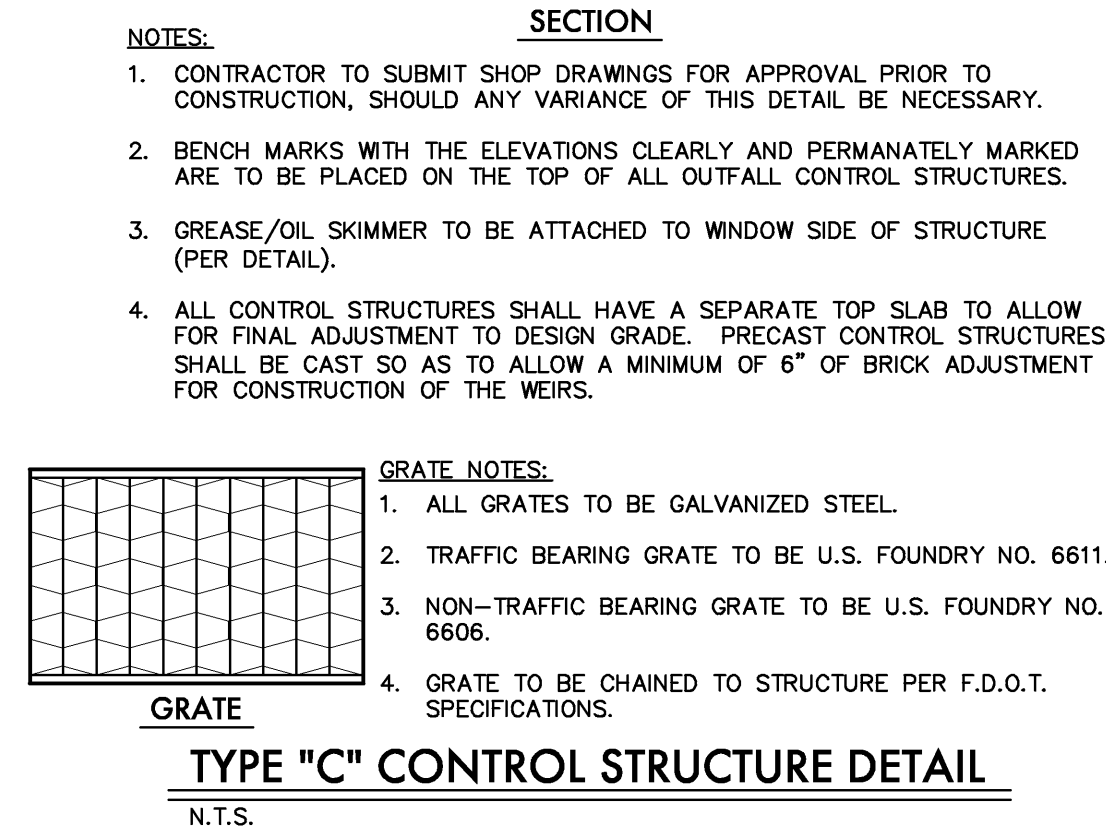 SECTION
NOTES:
1. CONTRACTOR TO SUBMIT SHOP DRAWINGS FOR APPROVAL PRIOR TO
CONSTRUCTION, SHOULD ANY VARIANCE OF THIS DETAIL BE NECESSARY.
2. BENCH MARKS WITH THE ELEVATIONS CLEARLY AND PERMANATELY MARKED
ARE TO BE PLACED ON THE TOP OF ALL OUTFALL CONTROL STRUCTURES.
3. GREASE/OIL SKIMMER TO BE ATTACHED TO WINDOW SIDE OF STRUCTURE
(PER DETAIL).
4. ALL CONTROL STRUCTURES SHALL HAVE A SEPARATE TOP SLAB TO ALLOW
FOR FINAL ADJUSTMENT TO DESIGN GRADE. PRECAST CONTROL STRUCTURES
SHALL BE CAST SO AS TO ALLOW A MINIMUM OF 6” OF BRICK ADJUSTMENT
FOR CONSTRUCTION OF THE WEIRS.
GRATE NOTES:
1. ALL GRATES TO BE GALVANIZED STEEL.
2. TRAFFIC BEARING GRATE TO BE U.S. FOUNDRY NO. 6611.
3. NON-TRAFFIC BEARING GRATE TO BE U.S. FOUNDRY NO.
6606.
4. GRATE TO BE CHAINED TO STRUCTURE PER F.D.O.T.
SPECIFICATIONS.
GRATE
TYPE "C" CONTROL STRUCTURE DETAIL
N.T.S.